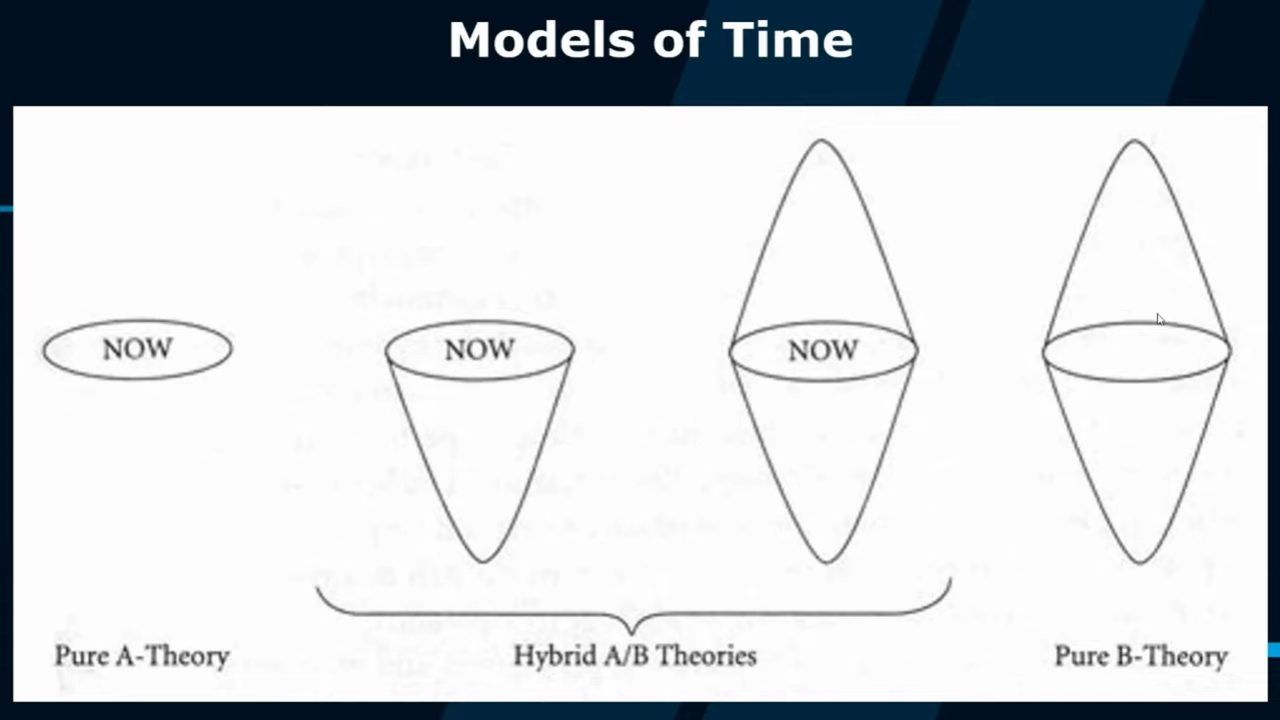 Models of Time
NOW
NOW
NOW
Pure A-Theory
Hybrid A/B Theories
Pure B-Theory